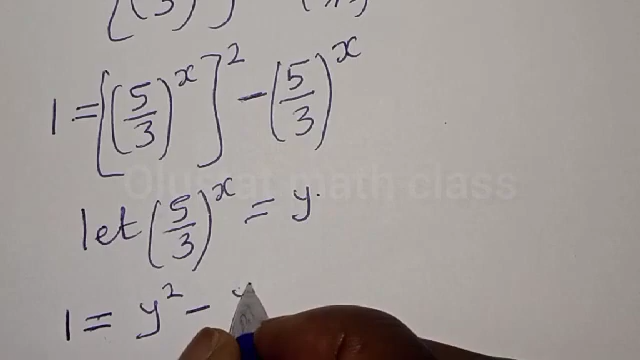 1 = [(5/3)^x]^2 - (5/3)^x
let (5/3)^x = y.
1 = y^2 -